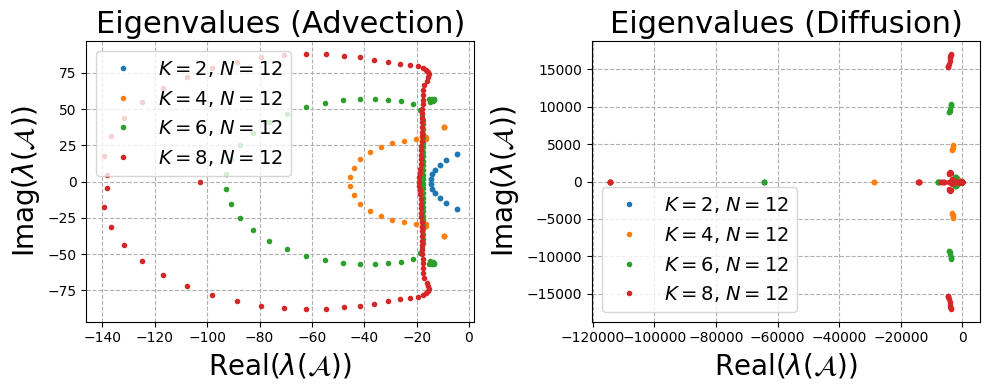 Eigenvalues (Advection)
Imag(λ(𝒜))
75
50
25
0
−25
−50
−75
K = 2, N = 12
K = 4, N = 12
K = 6, N = 12
K = 8, N = 12
−140 −120 −100 −80 −60 −40 −20 0
Real(λ(𝒜))
Eigenvalues (Diffusion)
Imag(λ(𝒜))
15000
10000
5000
0
−5000
−10000
−15000
K = 2, N = 12
K = 4, N = 12
K = 6, N = 12
K = 8, N = 12
−120000 −100000 −80000 −60000 −40000 −20000 0
Real(λ(𝒜))